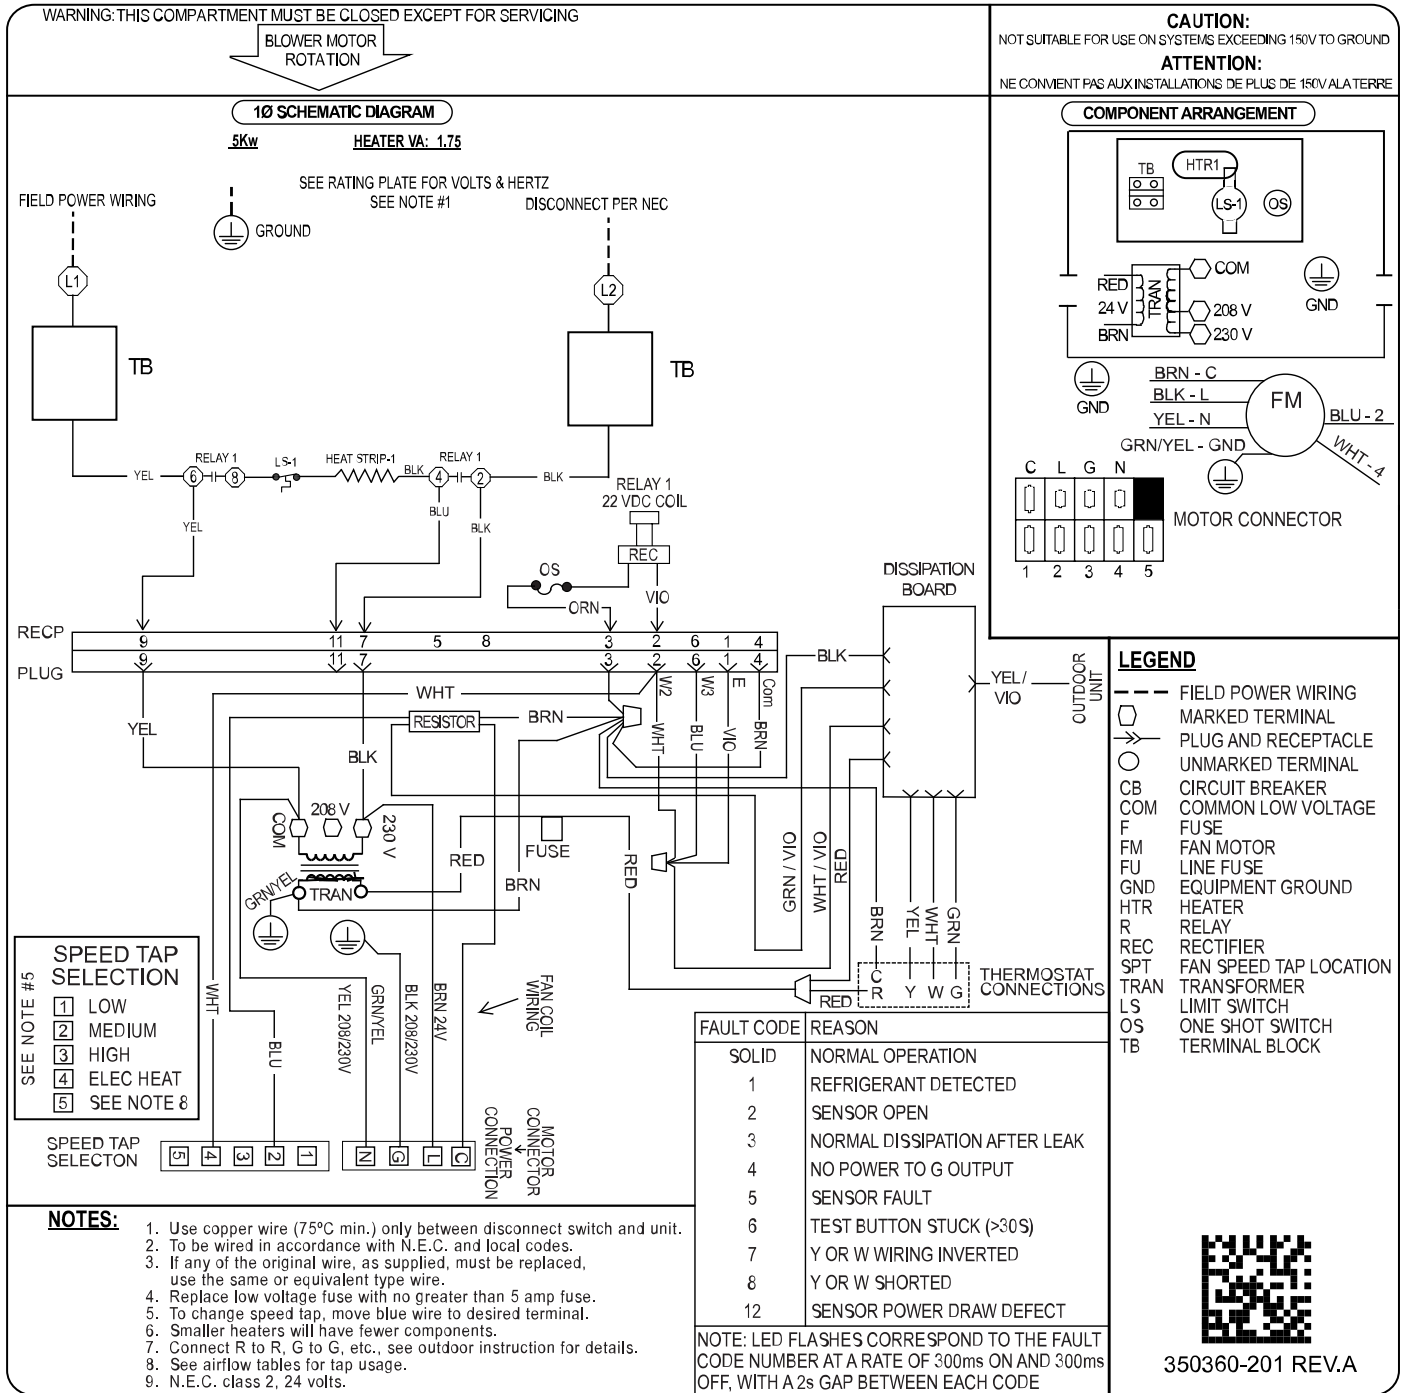 WARNING: THIS COMPARTMENT MUST BE CLOSED EXCEPT FOR SERVICING
BLOWER MOTOR
ROTATION
CAUTION:
NOT SUITABLE FOR USE ON SYSTEMS EXCEEDING 150V TO GROUND
ATTENTION:
NE CONVIENT PAS AUX INSTALLATIONS DE PLUS DE 150V ALA TERRE
1Ø SCHEMATIC DIAGRAM
5Kw
HEATER VA: 1.75
SEE RATING PLATE FOR VOLTS & HERTZ
SEE NOTE #1
FIELD POWER WIRING
GROUND
DISCONNECT PER NEC
L1
L2
TB
TB
YEL
6
RELAY 1
8
LS-1
HEAT STRIP-1
BLK
4
RELAY 1
2
BLK
YEL
BLU
BLK
RELAY 1
22 VDC COIL
REC
OS
ORN
VIO
RECP
9 11 7 5 8 3 2 6 1 4
PLUG
9 11 7 3 2 6 1 4
W2
W3
E
Com
WHT
RESISTOR
BRN
YEL
BLK
WHT
BLU
VIO
BRN
COM
208 V
230 V
GRN/YEL
TRAN
RED
FUSE
BRN
RED
DISSIPATION
BOARD
BLK
YEL/
VIO
OUTDOOR
UNIT
GRN / VIO
WHT / VIO
RED
BRN
YEL
WHT
GRN
C
R Y W G
RED
THERMOSTAT
CONNECTIONS
SEE NOTE #5
SPEED TAP
SELECTION
1 LOW
2 MEDIUM
3 HIGH
4 ELEC HEAT
5 SEE NOTE 8
WHT
BLU
YEL 208/230V
GRN/YEL
BLK 208/230V
BRN 24V
FAN COIL
WIRING
SPEED TAP
SELECTON
5 4 3 2 1
N G L C
MOTOR
CONNECTOR
POWER
CONNECTION
COMPONENT ARRANGEMENT
TB
HTR1
LS-1
OS
RED
24 V
BRN
TRAN
COM
208 V
230 V
GND
GND
BRN - C
BLK - L
YEL - N
GRN/YEL - GND
FM
BLU - 2
WHT - 4
C L G N
1 2 3 4 5
MOTOR CONNECTOR
LEGEND
FIELD POWER WIRING
MARKED TERMINAL
PLUG AND RECEPTACLE
UNMARKED TERMINAL
CB CIRCUIT BREAKER
COM COMMON LOW VOLTAGE
F FUSE
FM FAN MOTOR
FU LINE FUSE
GND EQUIPMENT GROUND
HTR HEATER
R RELAY
REC RECTIFIER
SPT FAN SPEED TAP LOCATION
TRAN TRANSFORMER
LS LIMIT SWITCH
OS ONE SHOT SWITCH
TB TERMINAL BLOCK
FAULT CODE REASON
SOLID NORMAL OPERATION
1 REFRIGERANT DETECTED
2 SENSOR OPEN
3 NORMAL DISSIPATION AFTER LEAK
4 NO POWER TO G OUTPUT
5 SENSOR FAULT
6 TEST BUTTON STUCK (>30S)
7 Y OR W WIRING INVERTED
8 Y OR W SHORTED
12 SENSOR POWER DRAW DEFECT
NOTE: LED FLASHES CORRESPOND TO THE FAULT
CODE NUMBER AT A RATE OF 300ms ON AND 300ms
OFF, WITH A 2s GAP BETWEEN EACH CODE
NOTES:
1. Use copper wire (75°C min.) only between disconnect switch and unit.
2. To be wired in accordance with N.E.C. and local codes.
3. If any of the original wire, as supplied, must be replaced,
use the same or equivalent type wire.
4. Replace low voltage fuse with no greater than 5 amp fuse.
5. To change speed tap, move blue wire to desired terminal.
6. Smaller heaters will have fewer components.
7. Connect R to R, G to G, etc., see outdoor instruction for details.
8. See airflow tables for tap usage.
9. N.E.C. class 2, 24 volts.
350360-201 REV.A